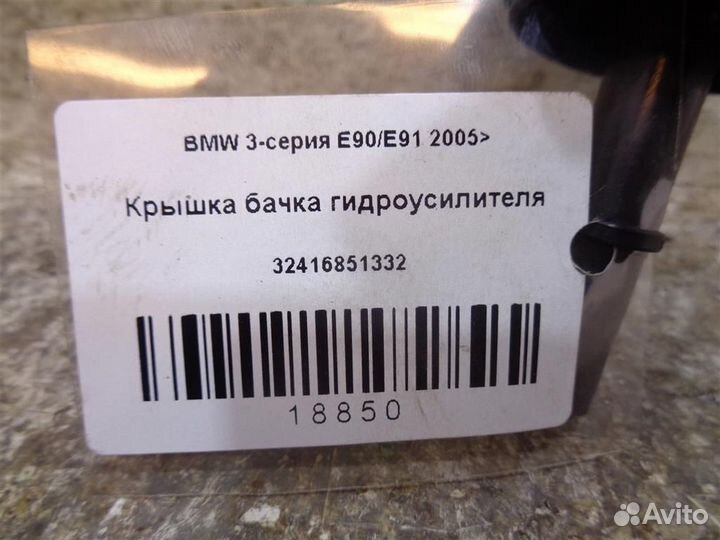 BMW 3-серия E90/E91 2005>
Крышка бачка гидроусилителя
32416851332
18850
Avito